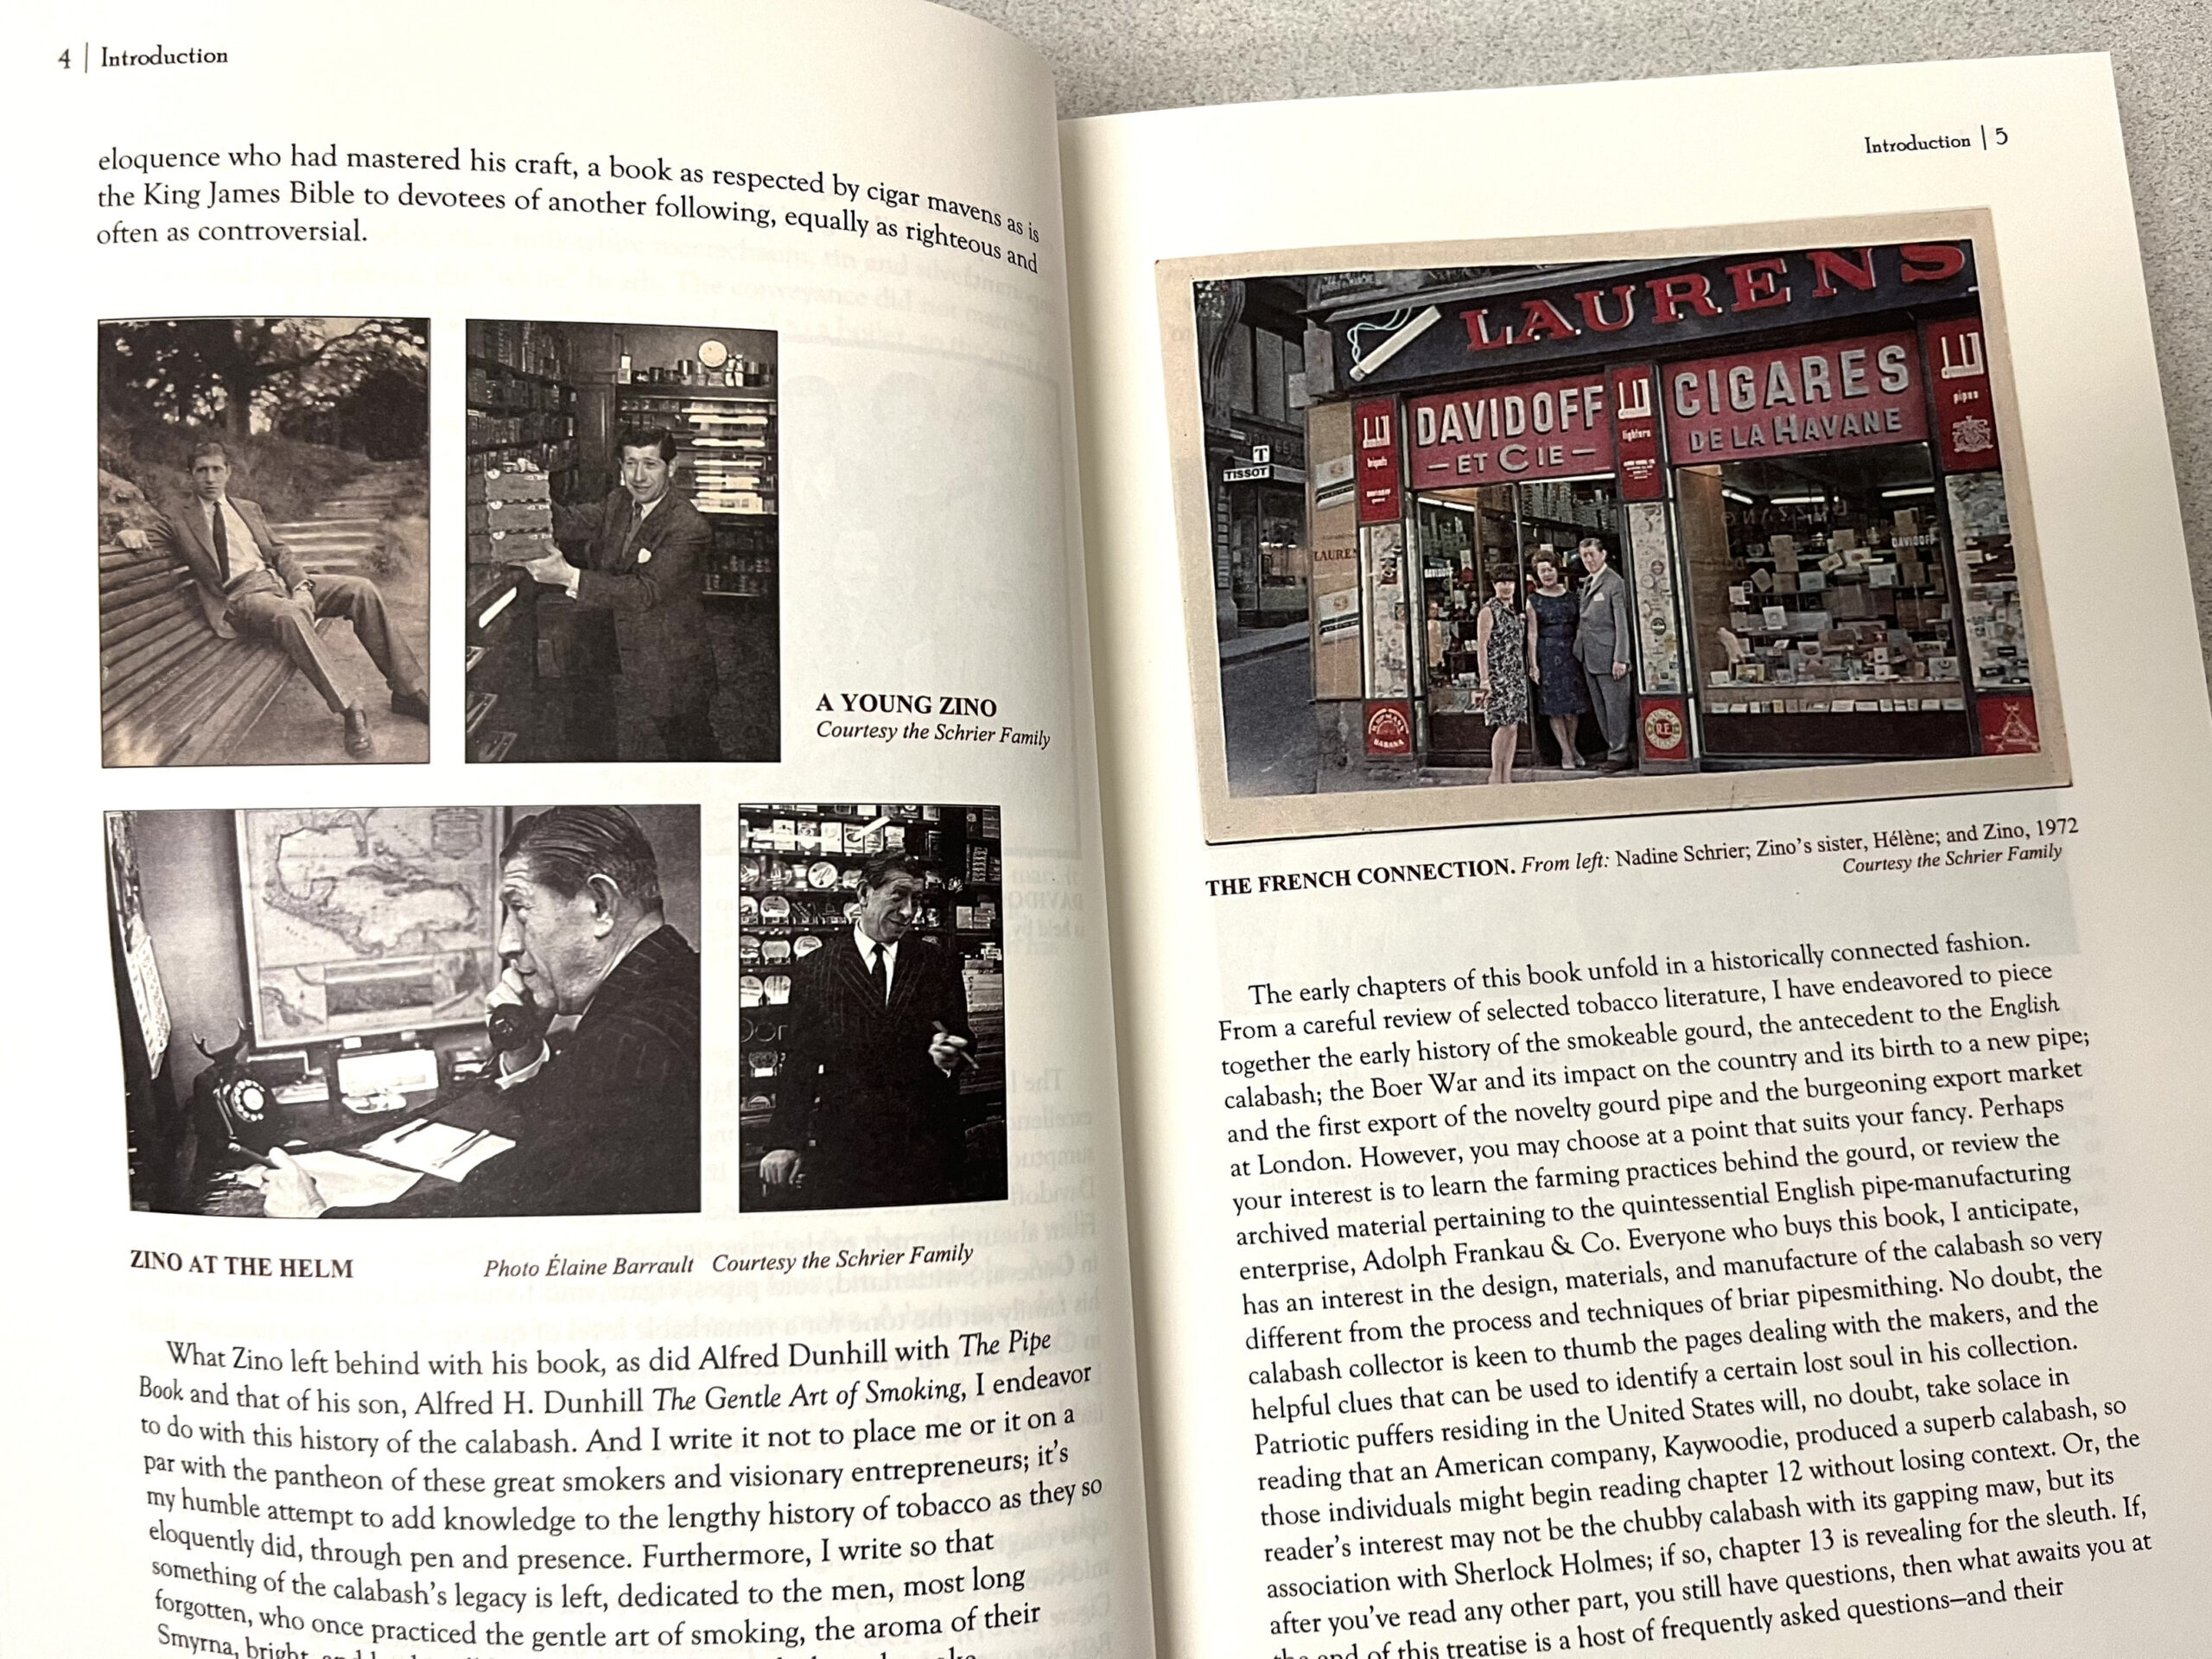 4 | Introduction
eloquence who had mastered his craft, a book as respected by cigar mavens as is
the King James Bible to devotees of another following, equally as righteous and
often as controversial.
A YOUNG ZINO
Courtesy the Schrier Family
ZINO AT THE HELM Photo Élaine Barrault Courtesy the Schrier Family
What Zino left behind with his book, as did Alfred Dunhill with The Pipe
Book and that of his son, Alfred H. Dunhill The Gentle Art of Smoking, I endeavor
to do with this history of the calabash. And I write it not to place me or it on a
par with the pantheon of these great smokers and visionary entrepreneurs; it's
my humble attempt to add knowledge to the lengthy history of tobacco as they so
eloquently did, through pen and presence. Furthermore, I write so that
something of the calabash's legacy is left, dedicated to the men, most long
forgotten, who once practiced the gentle art of smoking, the aroma of their
Smyrna, bright, and
Introduction | 5
LAURENS
DAVIDOFF
- ET CIE -
CIGARES
DE LA HAVANE
lighters
pipes
T
TISSOT
LAURE
DAVIDOFF
DAVIDOFF
HABANA
THE FRENCH CONNECTION. From left: Nadine Schrier; Zino's sister, Hélène; and Zino, 1972
Courtesy the Schrier Family
The early chapters of this book unfold in a historically connected fashion.
From a careful review of selected tobacco literature, I have endeavored to piece
together the early history of the smokeable gourd, the antecedent to the English
calabash; the Boer War and its impact on the country and its birth to a new pipe;
and the first export of the novelty gourd pipe and the burgeoning export market
at London. However, you may choose at a point that suits your fancy. Perhaps
your interest is to learn the farming practices behind the gourd, or review the
archived material pertaining to the quintessential English pipe-manufacturing
enterprise, Adolph Frankau & Co. Everyone who buys this book, I anticipate,
has an interest in the design, materials, and manufacture of the calabash so very
different from the process and techniques of briar pipesmithing. No doubt, the
calabash collector is keen to thumb the pages dealing with the makers, and the
helpful clues that can be used to identify a certain lost soul in his collection.
Patriotic puffers residing in the United States will, no doubt, take solace in
reading that an American company, Kaywoodie, produced a superb calabash, so
those individuals might begin reading chapter 12 without losing context. Or, the
reader's interest may not be the chubby calabash with its gapping maw, but its
association with Sherlock Holmes; if so, chapter 13 is revealing for the sleuth. If,
after you've read any other part, you still have questions, then what awaits you at
the end of this treatise is a host of frequently asked questions—and their